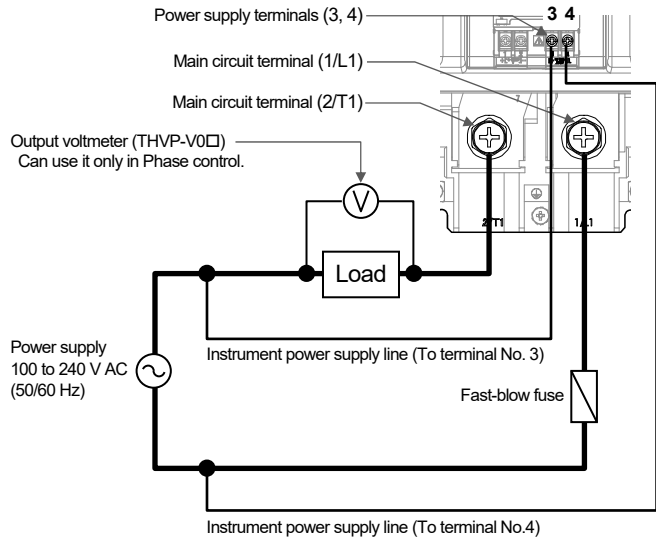 Power supply terminals (3, 4)
3 4
Main circuit terminal (1/L1)
Main circuit terminal (2/T1)
Output voltmeter (THVP-V0□)
Can use it only in Phase control.
V
2/T1
1/L1
Load
Power supply
100 to 240 V AC
(50/60 Hz)
Instrument power supply line (To terminal No. 3)
Fast-blow fuse
Instrument power supply line (To terminal No.4)